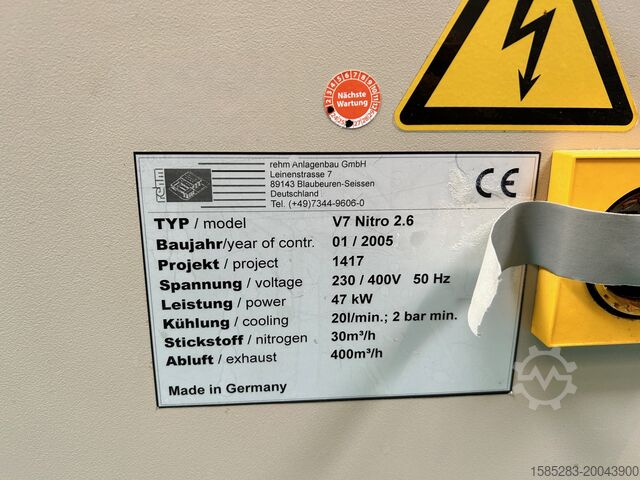 Nächste
Wartung
rehm
rehm Anlagenbau GmbH
Leinenstrasse 7
89143 Blaubeuren-Seissen
Deutschland
Tel. (+49)7344-9606-0
CE
TYP / model V7 Nitro 2.6
Baujahr/year of contr. 01 / 2005
Projekt / project 1417
Spannung / voltage 230 / 400V 50 Hz
Leistung / power 47 kW
Kühlung / cooling 20l/min.; 2 bar min.
Stickstoff / nitrogen 30m³/h
Abluft / exhaust 400m³/h
Made in Germany
1585283-20043900